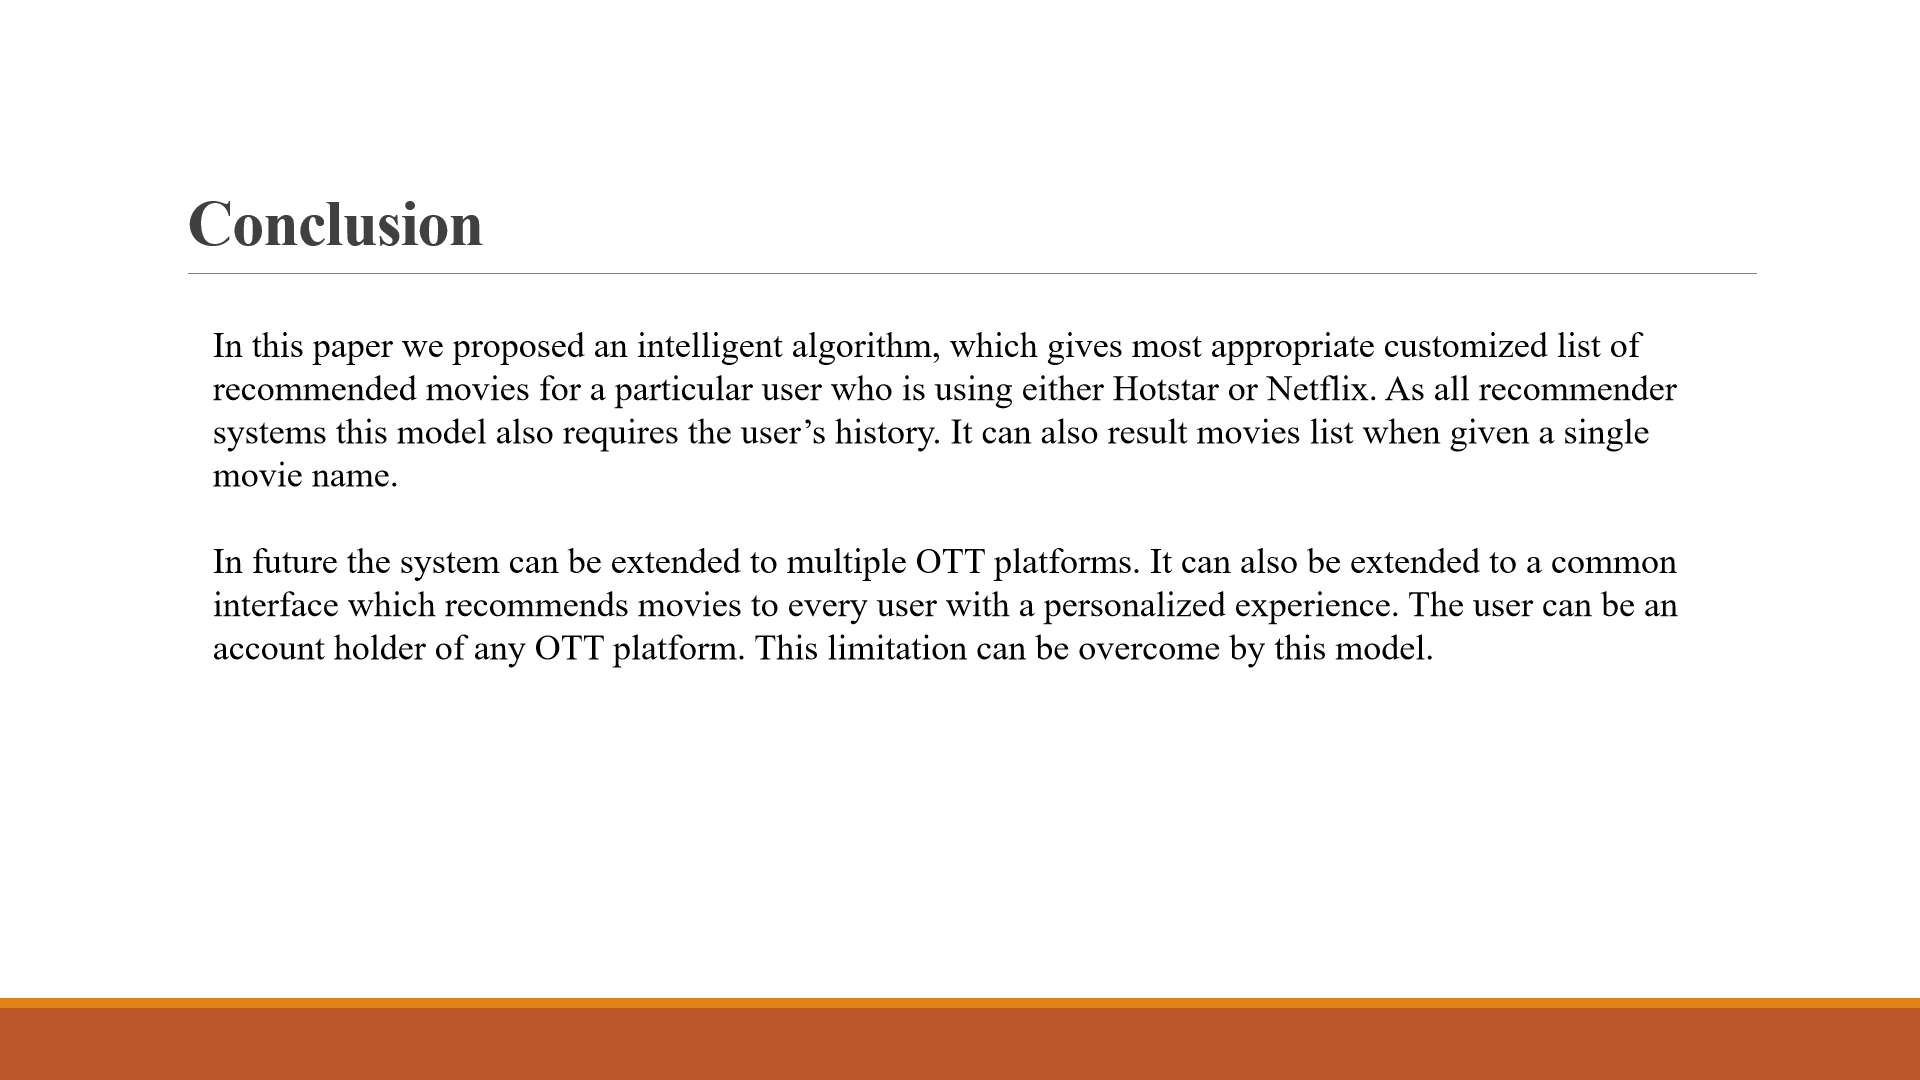 Conclusion
In this paper we proposed an intelligent algorithm, which gives most appropriate customized list of
recommended movies for a particular user who is using either Hotstar or Netflix. As all recommender
systems this model also requires the user’s history. It can also result movies list when given a single
movie name.
In future the system can be extended to multiple OTT platforms. It can also be extended to a common
interface which recommends movies to every user with a personalized experience. The user can be an
account holder of any OTT platform. This limitation can be overcome by this model.